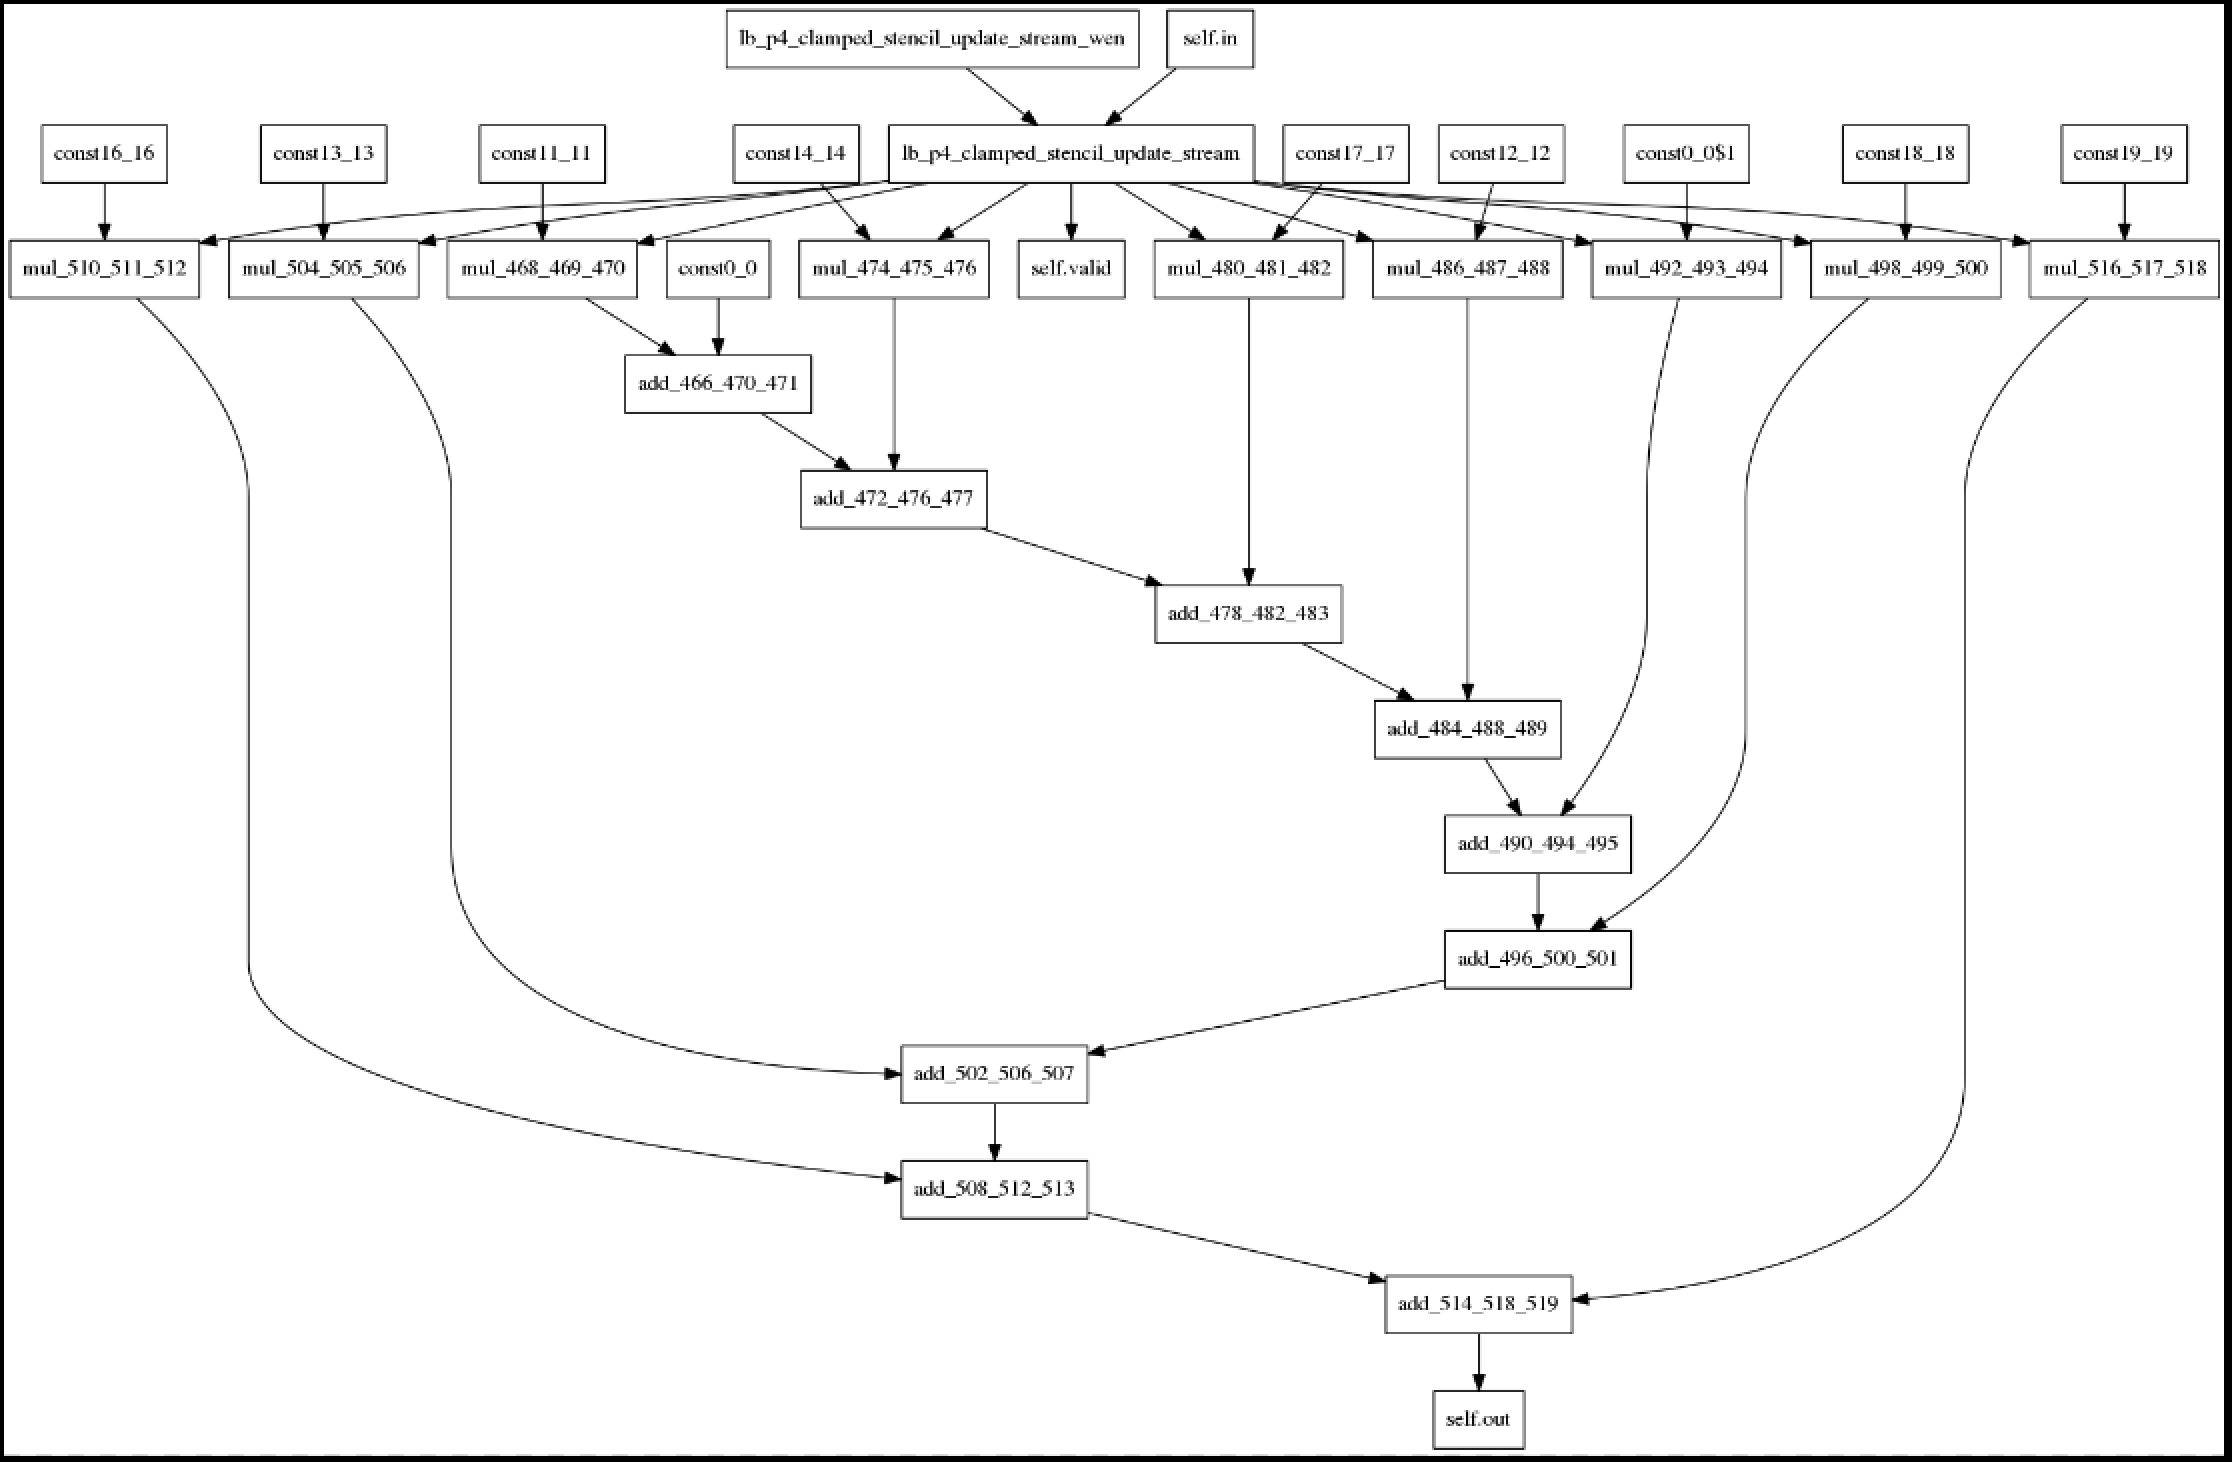 lb_p4_clamped_stencil_update_stream_wen
self.in
const16_16
const13_13
const11_11
const14_14
lb_p4_clamped_stencil_update_stream
const17_17
const12_12
const0_0$1
const18_18
const19_19
mul_510_511_512
mul_504_505_506
mul_468_469_470
const0_0
mul_474_475_476
self.valid
mul_480_481_482
mul_486_487_488
mul_492_493_494
mul_498_499_500
mul_516_517_518
add_466_470_471
add_472_476_477
add_478_482_483
add_484_488_489
add_490_494_495
add_496_500_501
add_502_506_507
add_508_512_513
add_514_518_519
self.out